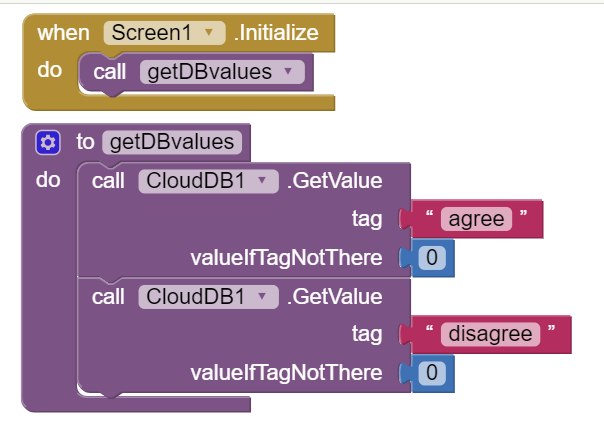 when Screen1 .Initialize
do call getDBvalues
to getDBvalues
do call CloudDB1 .GetValue
tag “ agree ”
valueIfTagNotThere 0
call CloudDB1 .GetValue
tag “ disagree ”
valueIfTagNotThere 0